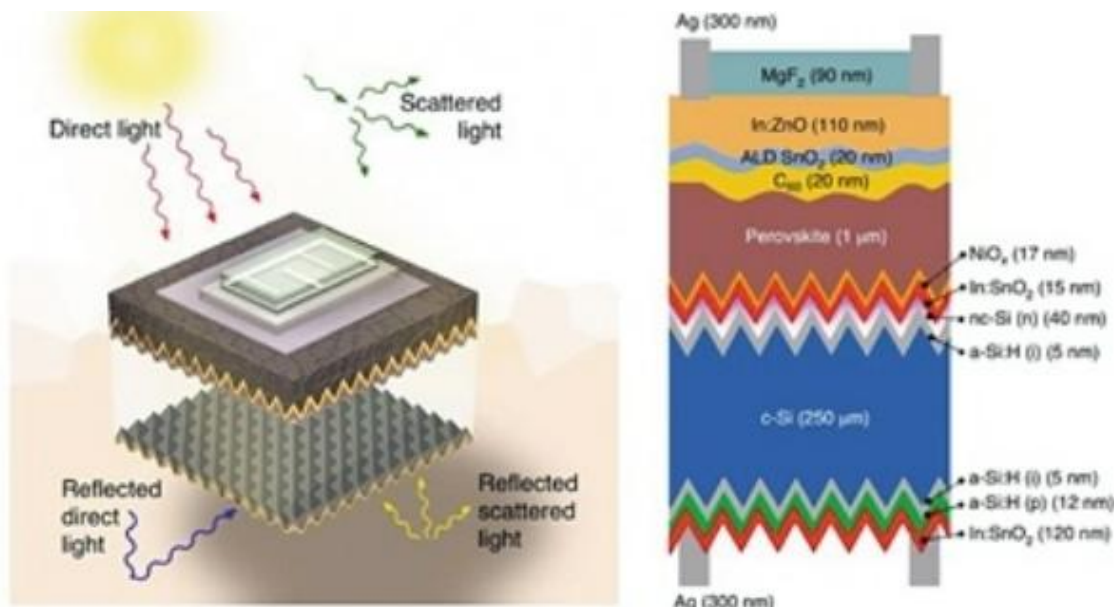 Direct light
Scattered
light
Reflected
direct
light
Reflected
scattered
light
Ag (300 nm)
MgF₂ (90 nm)
In:ZnO (110 nm)
ALD SnO₂ (20 nm)
C₆₀ (20 nm)
Perovskite (1 μm)
NiOₓ (17 nm)
In:SnO₂ (15 nm)
nc-Si (n) (40 nm)
a-Si:H (i) (5 nm)
c-Si (250 μm)
a-Si:H (i) (5 nm)
a-Si:H (p) (12 nm)
In:SnO₂ (120 nm)
Ag (300 nm)